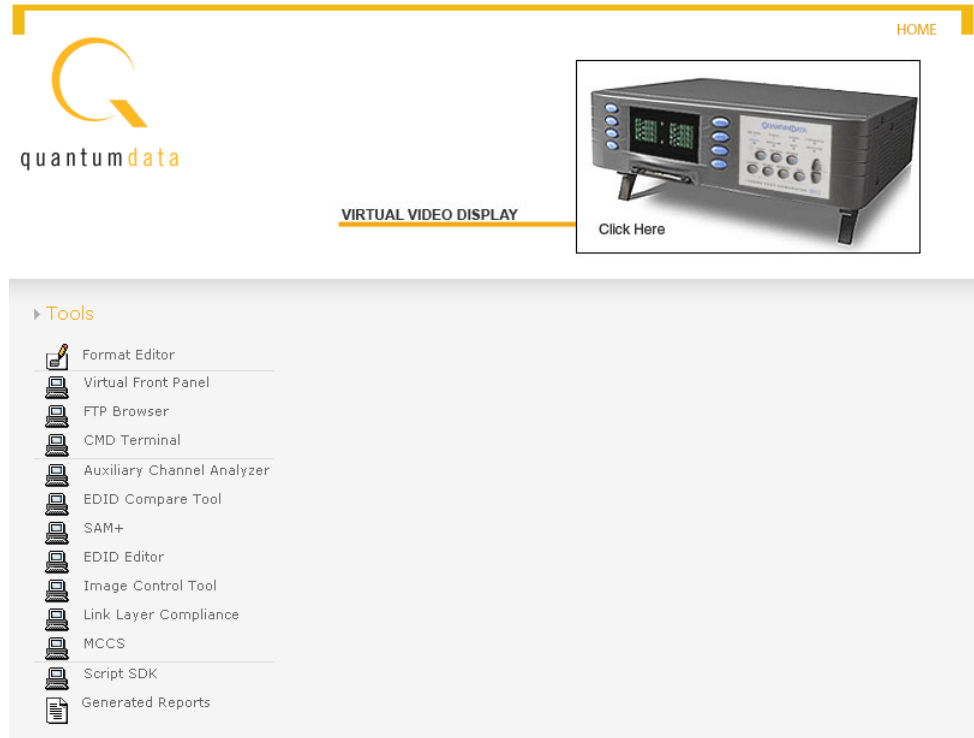 HOME
quantumdata
QUANTUMDATA
VIRTUAL VIDEO DISPLAY
Click Here
Tools
Format Editor
Virtual Front Panel
FTP Browser
CMD Terminal
Auxiliary Channel Analyzer
EDID Compare Tool
SAM+
EDID Editor
Image Control Tool
Link Layer Compliance
MCCS
Script SDK
Generated Reports